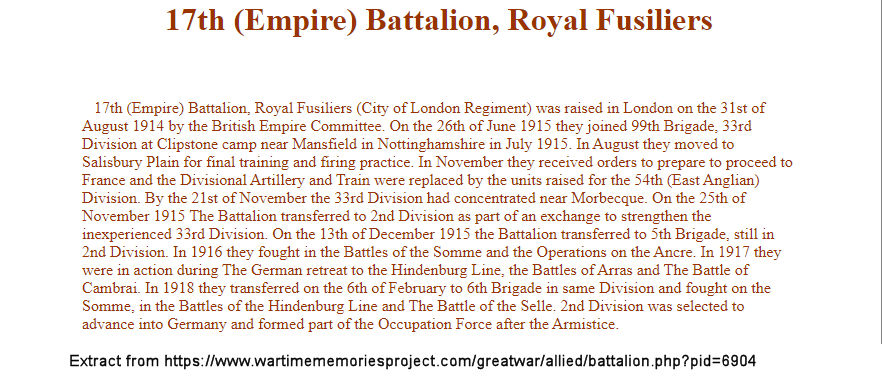 17th (Empire) Battalion, Royal Fusiliers
17th (Empire) Battalion, Royal Fusiliers (City of London Regiment) was raised in London on the 31st of
August 1914 by the British Empire Committee. On the 26th of June 1915 they joined 99th Brigade, 33rd
Division at Clipstone camp near Mansfield in Nottinghamshire in July 1915. In August they moved to
Salisbury Plain for final training and firing practice. In November they received orders to prepare to proceed to
France and the Divisional Artillery and Train were replaced by the units raised for the 54th (East Anglian)
Division. By the 21st of November the 33rd Division had concentrated near Morbecque. On the 25th of
November 1915 The Battalion transferred to 2nd Division as part of an exchange to strengthen the
inexperienced 33rd Division. On the 13th of December 1915 the Battalion transferred to 5th Brigade, still in
2nd Division. In 1916 they fought in the Battles of the Somme and the Operations on the Ancre. In 1917 they
were in action during The German retreat to the Hindenburg Line, the Battles of Arras and The Battle of
Cambrai. In 1918 they transferred on the 6th of February to 6th Brigade in same Division and fought on the
Somme, in the Battles of the Hindenburg Line and The Battle of the Selle. 2nd Division was selected to
advance into Germany and formed part of the Occupation Force after the Armistice.
Extract from https://www.wartimememoriesproject.com/greatwar/allied/battalion.php?pid=6904